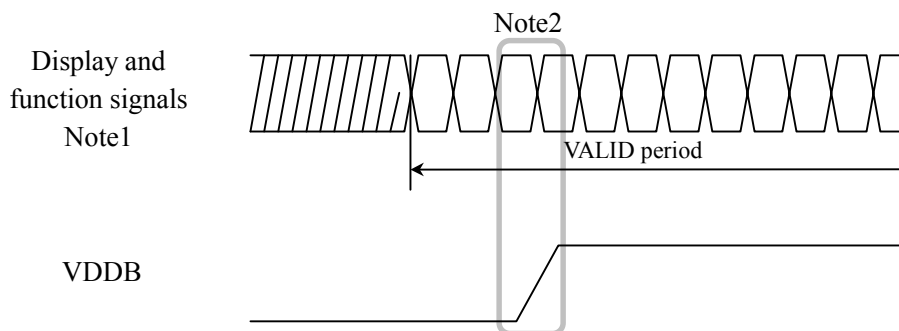 Note2
Display and
function signals
Note1
VALID period
VDDB